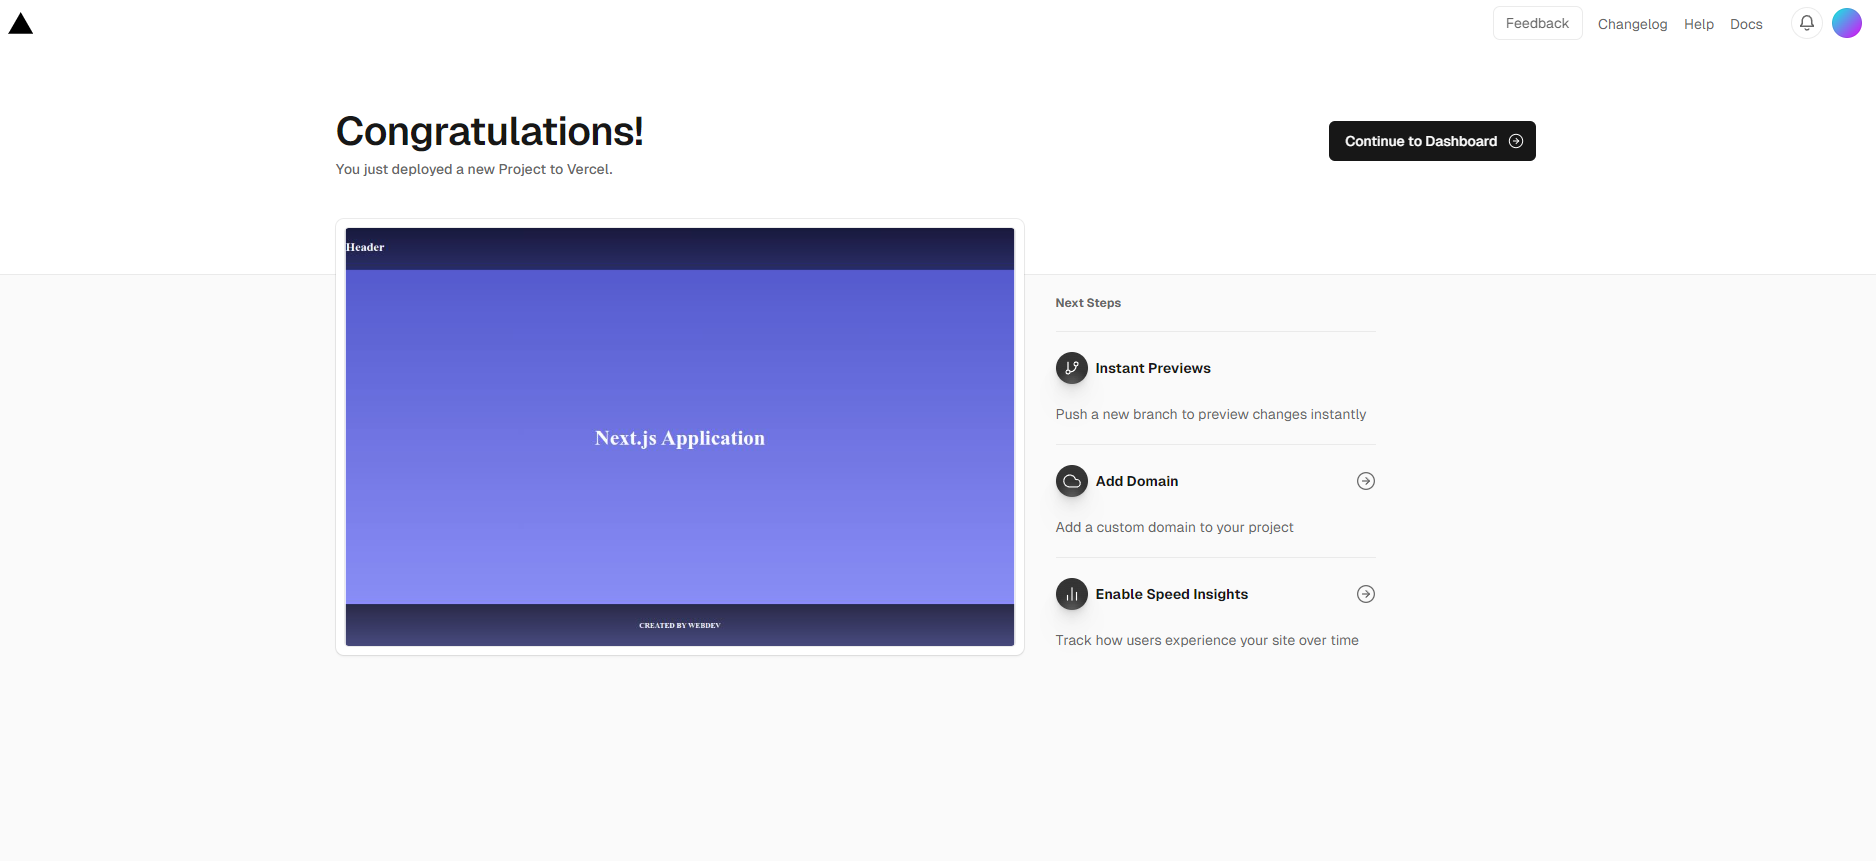 Feedback
Changelog
Help
Docs
Congratulations!
You just deployed a new Project to Vercel.
Continue to Dashboard
Header
Next.js Application
CREATED BY WEBDEV
Next Steps
Instant Previews
Push a new branch to preview changes instantly
Add Domain
Add a custom domain to your project
Enable Speed Insights
Track how users experience your site over time